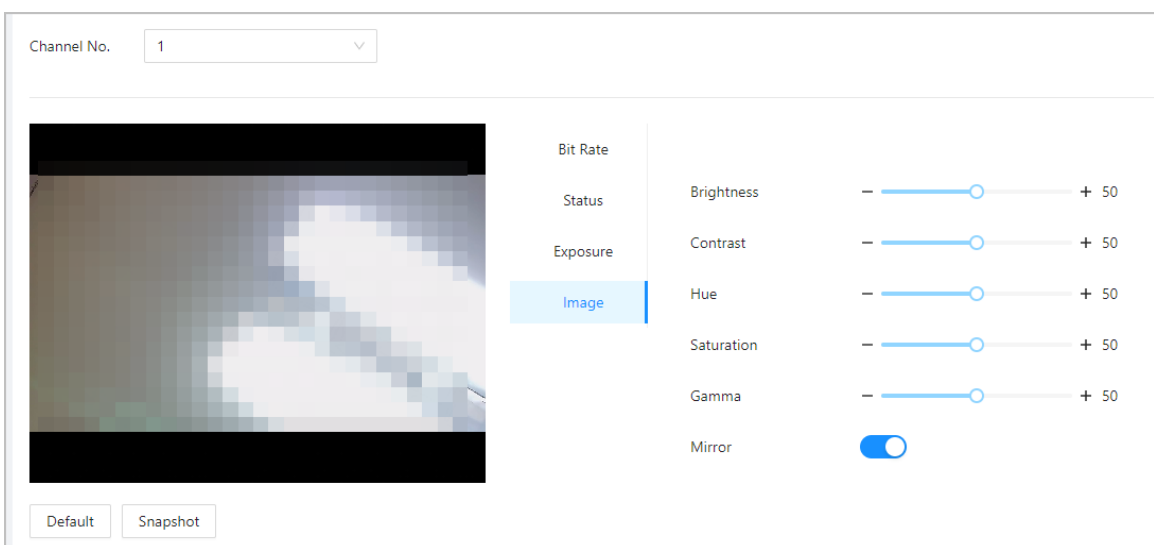 Channel No. 1
Bit Rate
Status
Exposure
Image
Brightness − + 50
Contrast − + 50
Hue − + 50
Saturation − + 50
Gamma − + 50
Mirror
Default Snapshot